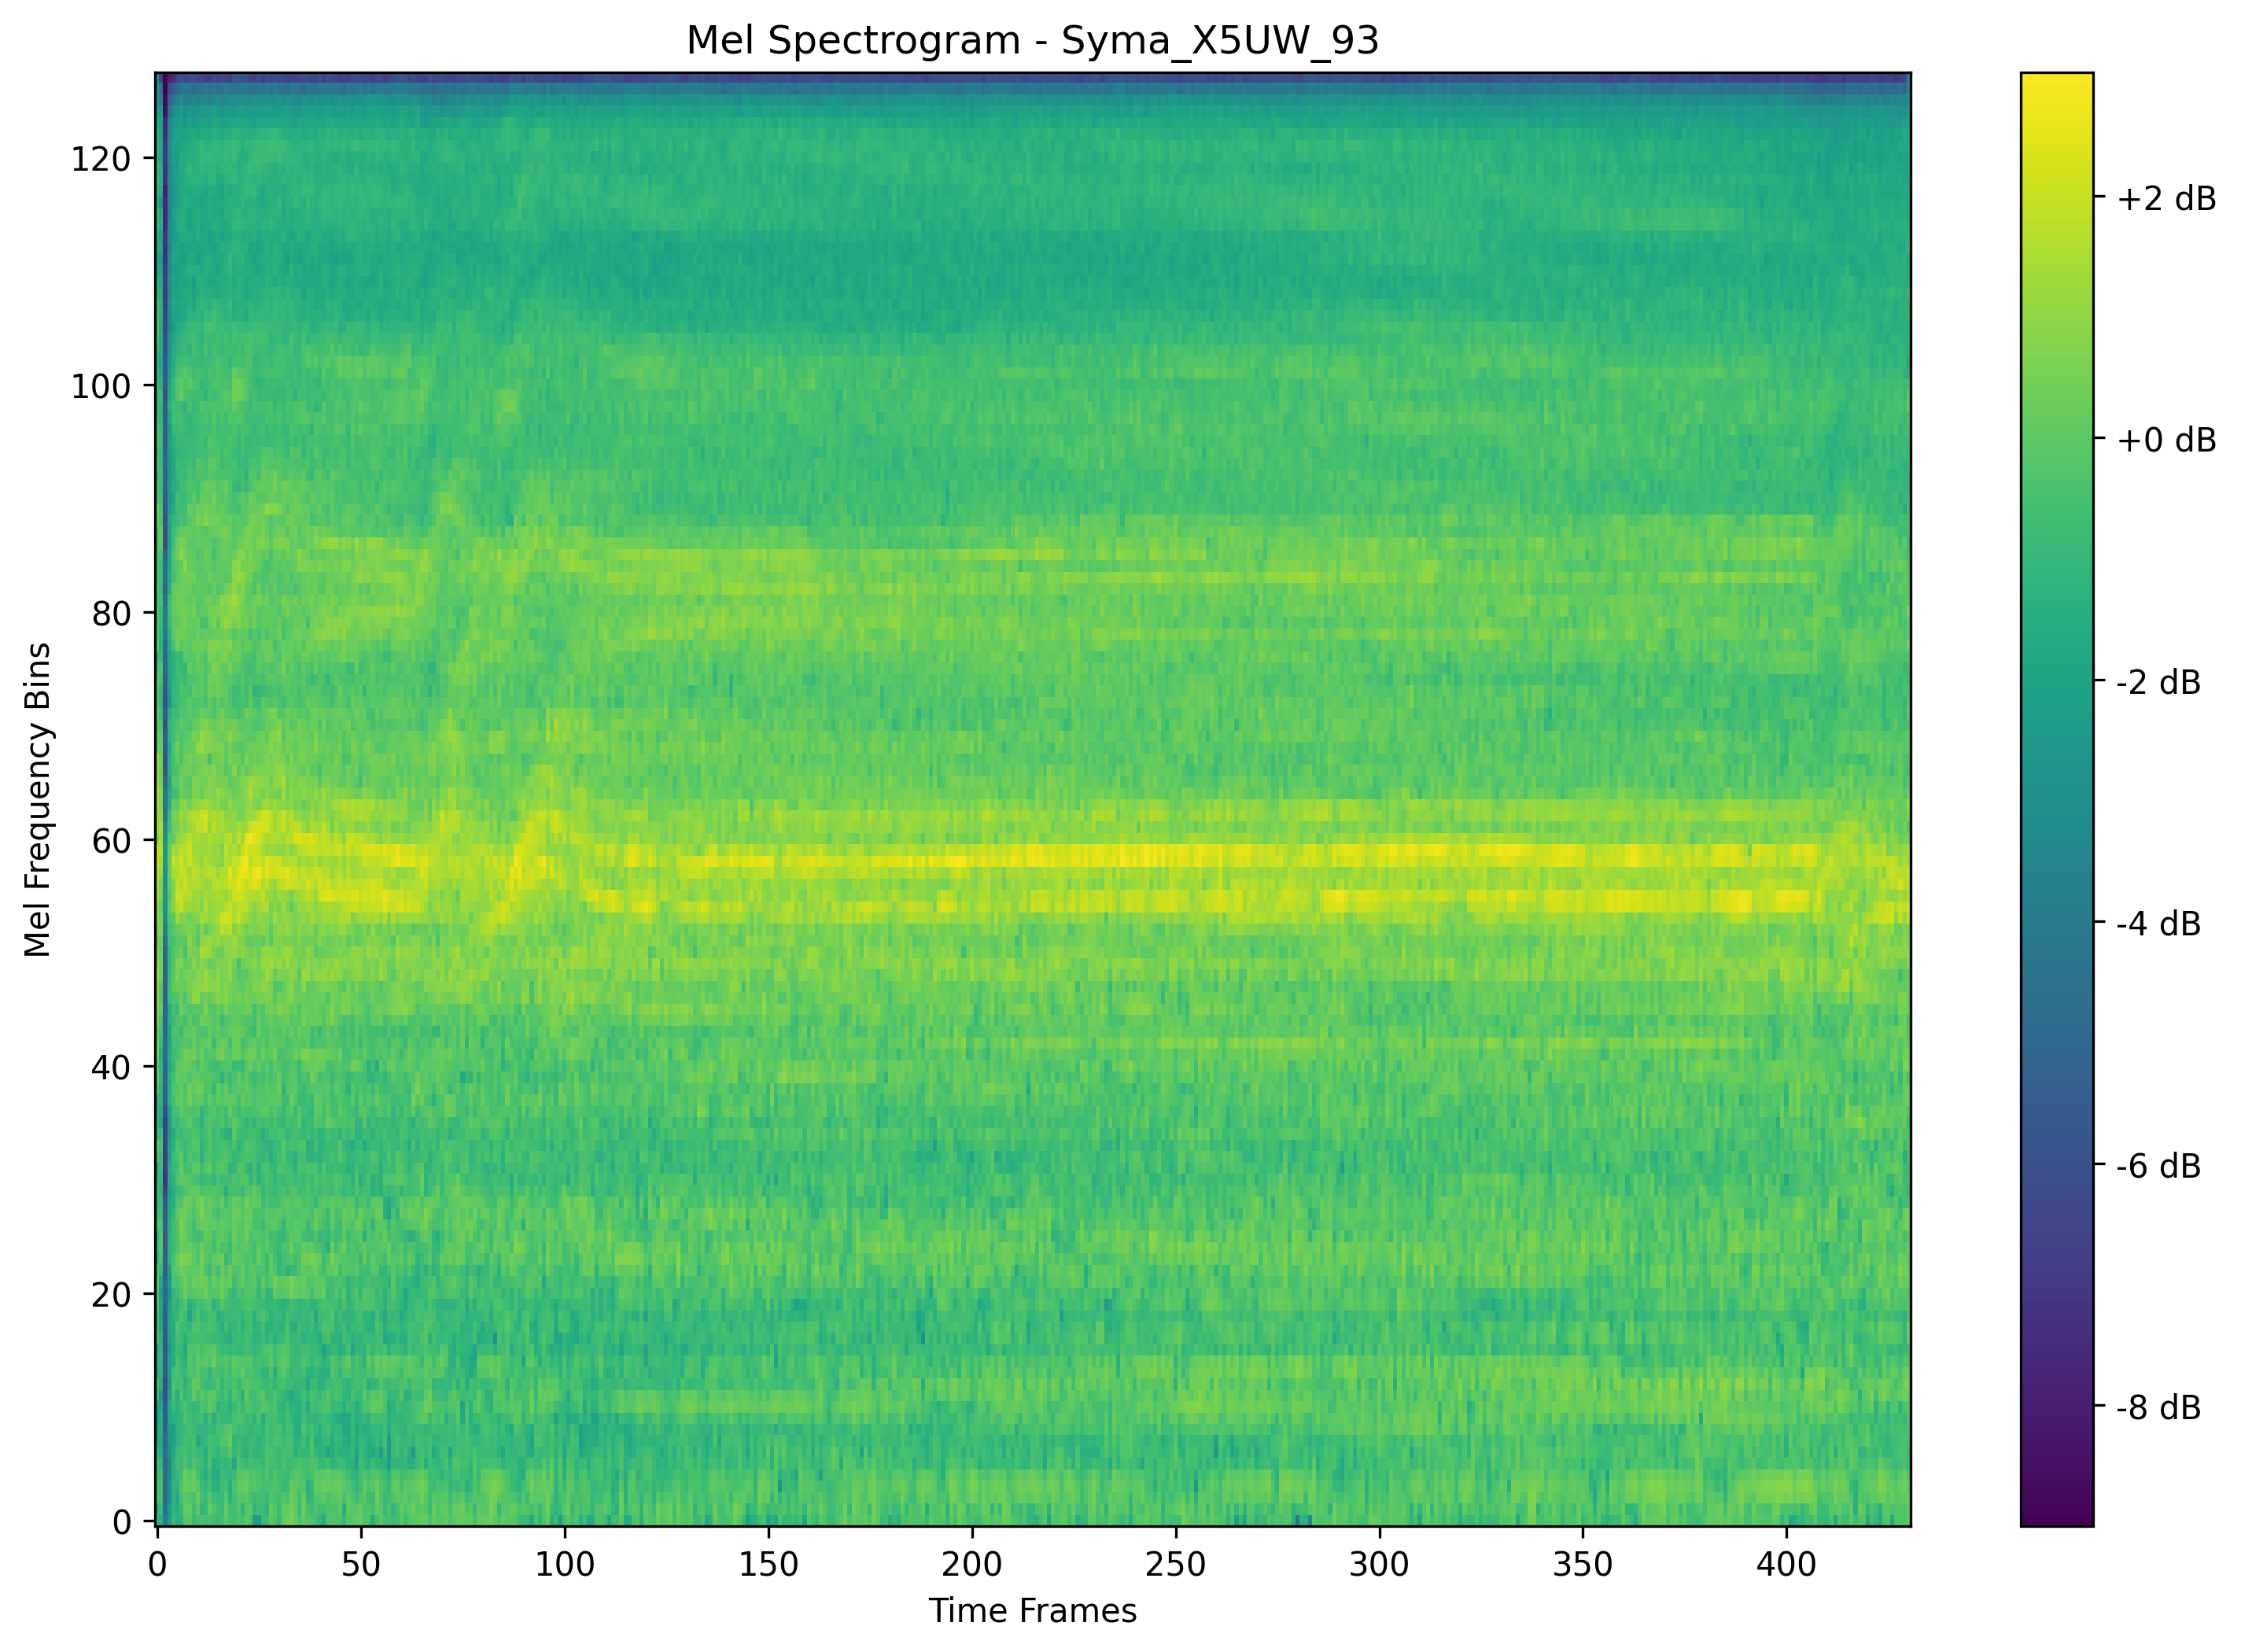 Mel Spectrogram - Syma_X5UW_93
120
100
80
60
40
20
0
Mel Frequency Bins
0 50 100 150 200 250 300 350 400
Time Frames
+2 dB
+0 dB
-2 dB
-4 dB
-6 dB
-8 dB